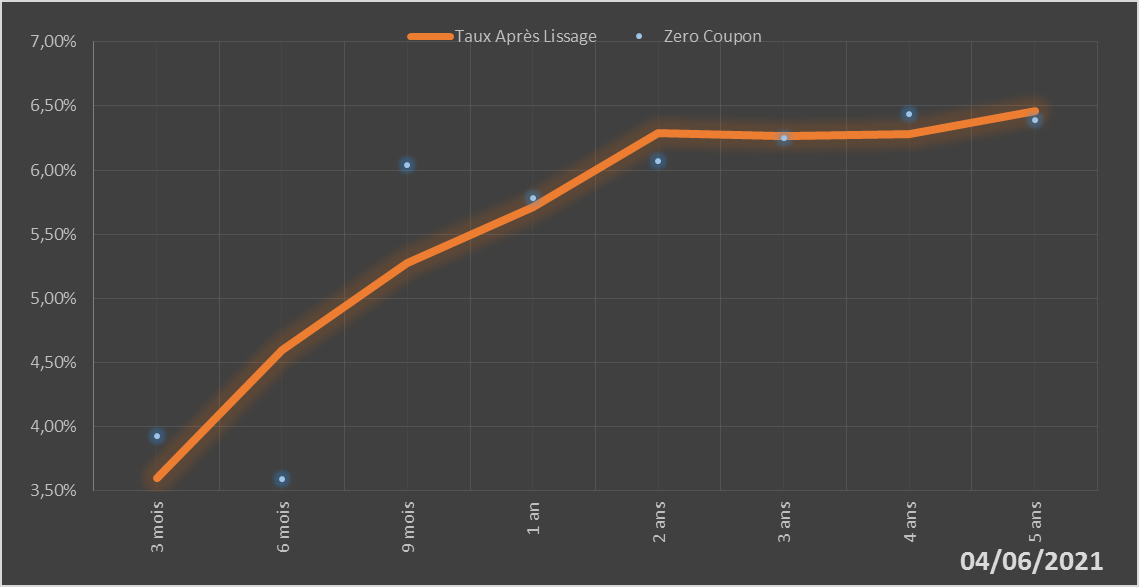 Taux Après Lissage
Zero Coupon
7,00%
6,50%
6,00%
5,50%
5,00%
4,50%
4,00%
3,50%
3 mois
6 mois
9 mois
1 an
2 ans
3 ans
4 ans
5 ans
04/06/2021